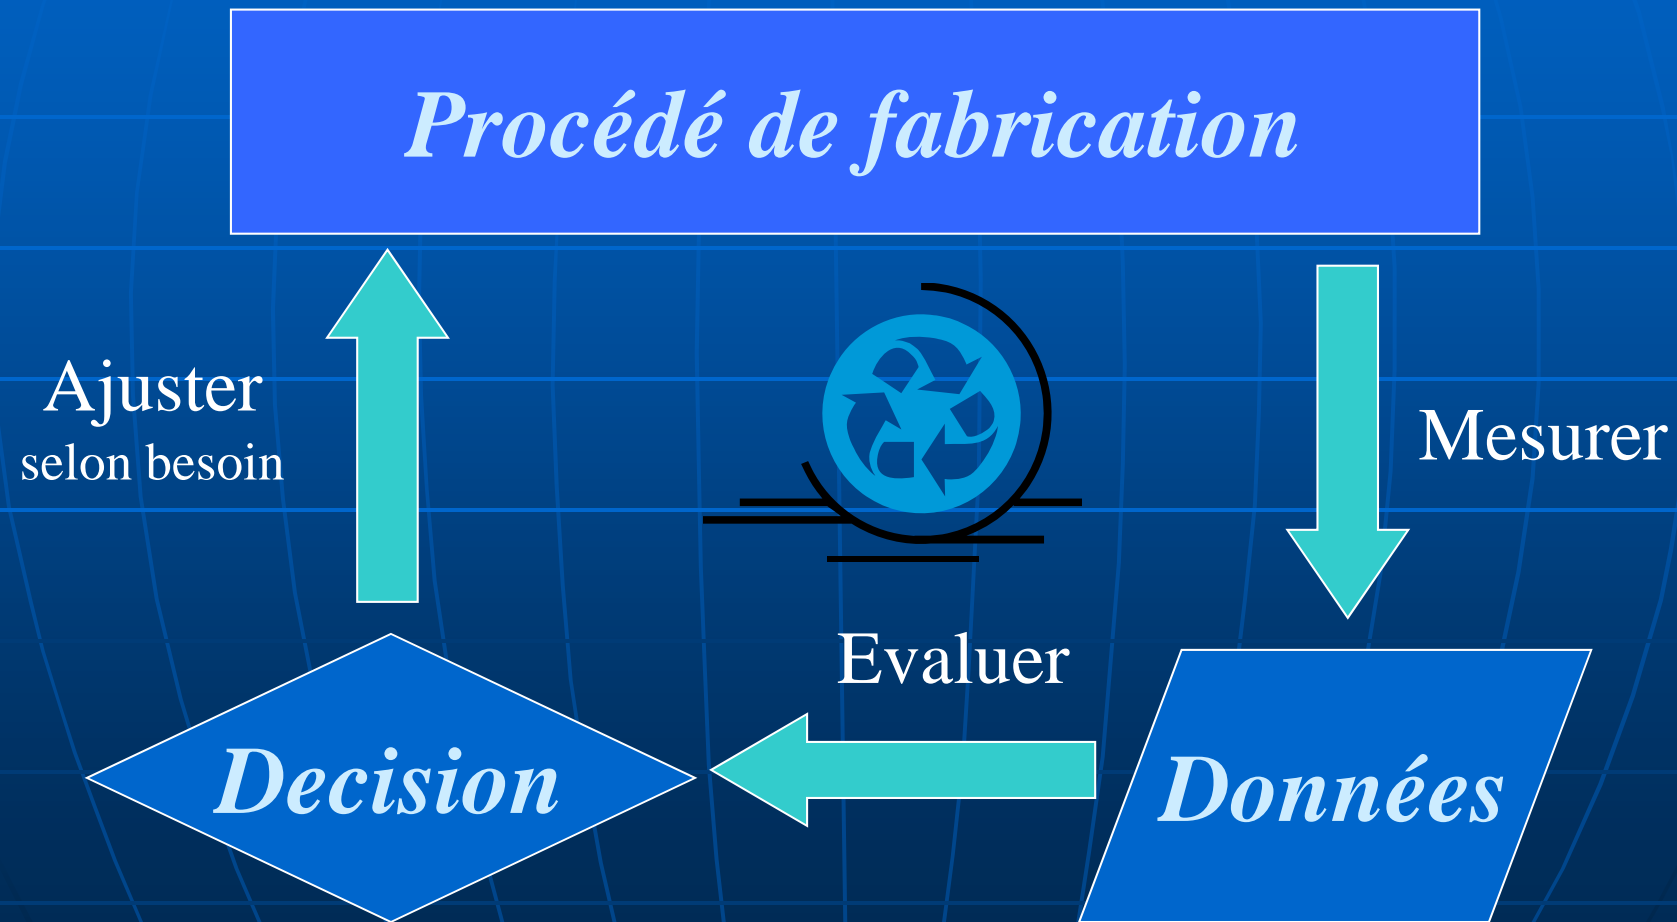 Procédé de fabrication
Ajuster
selon besoin
Mesurer
Evaluer
Decision
Données